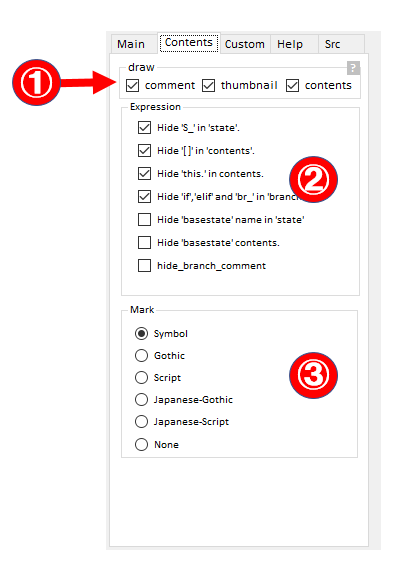 Main Contents Custom Help Src
draw ?
① comment thumbnail contents
Expression
Hide 'S_' in 'state'.
Hide '[ ]' in 'contents'.
Hide 'this.' in contents.
②
Hide 'if','elif' and 'br_' in 'branch
Hide 'basestate' name in 'state'
Hide 'basestate' contents.
hide_branch_comment
Mark
Symbol
Gothic
③
Script
Japanese-Gothic
Japanese-Script
None